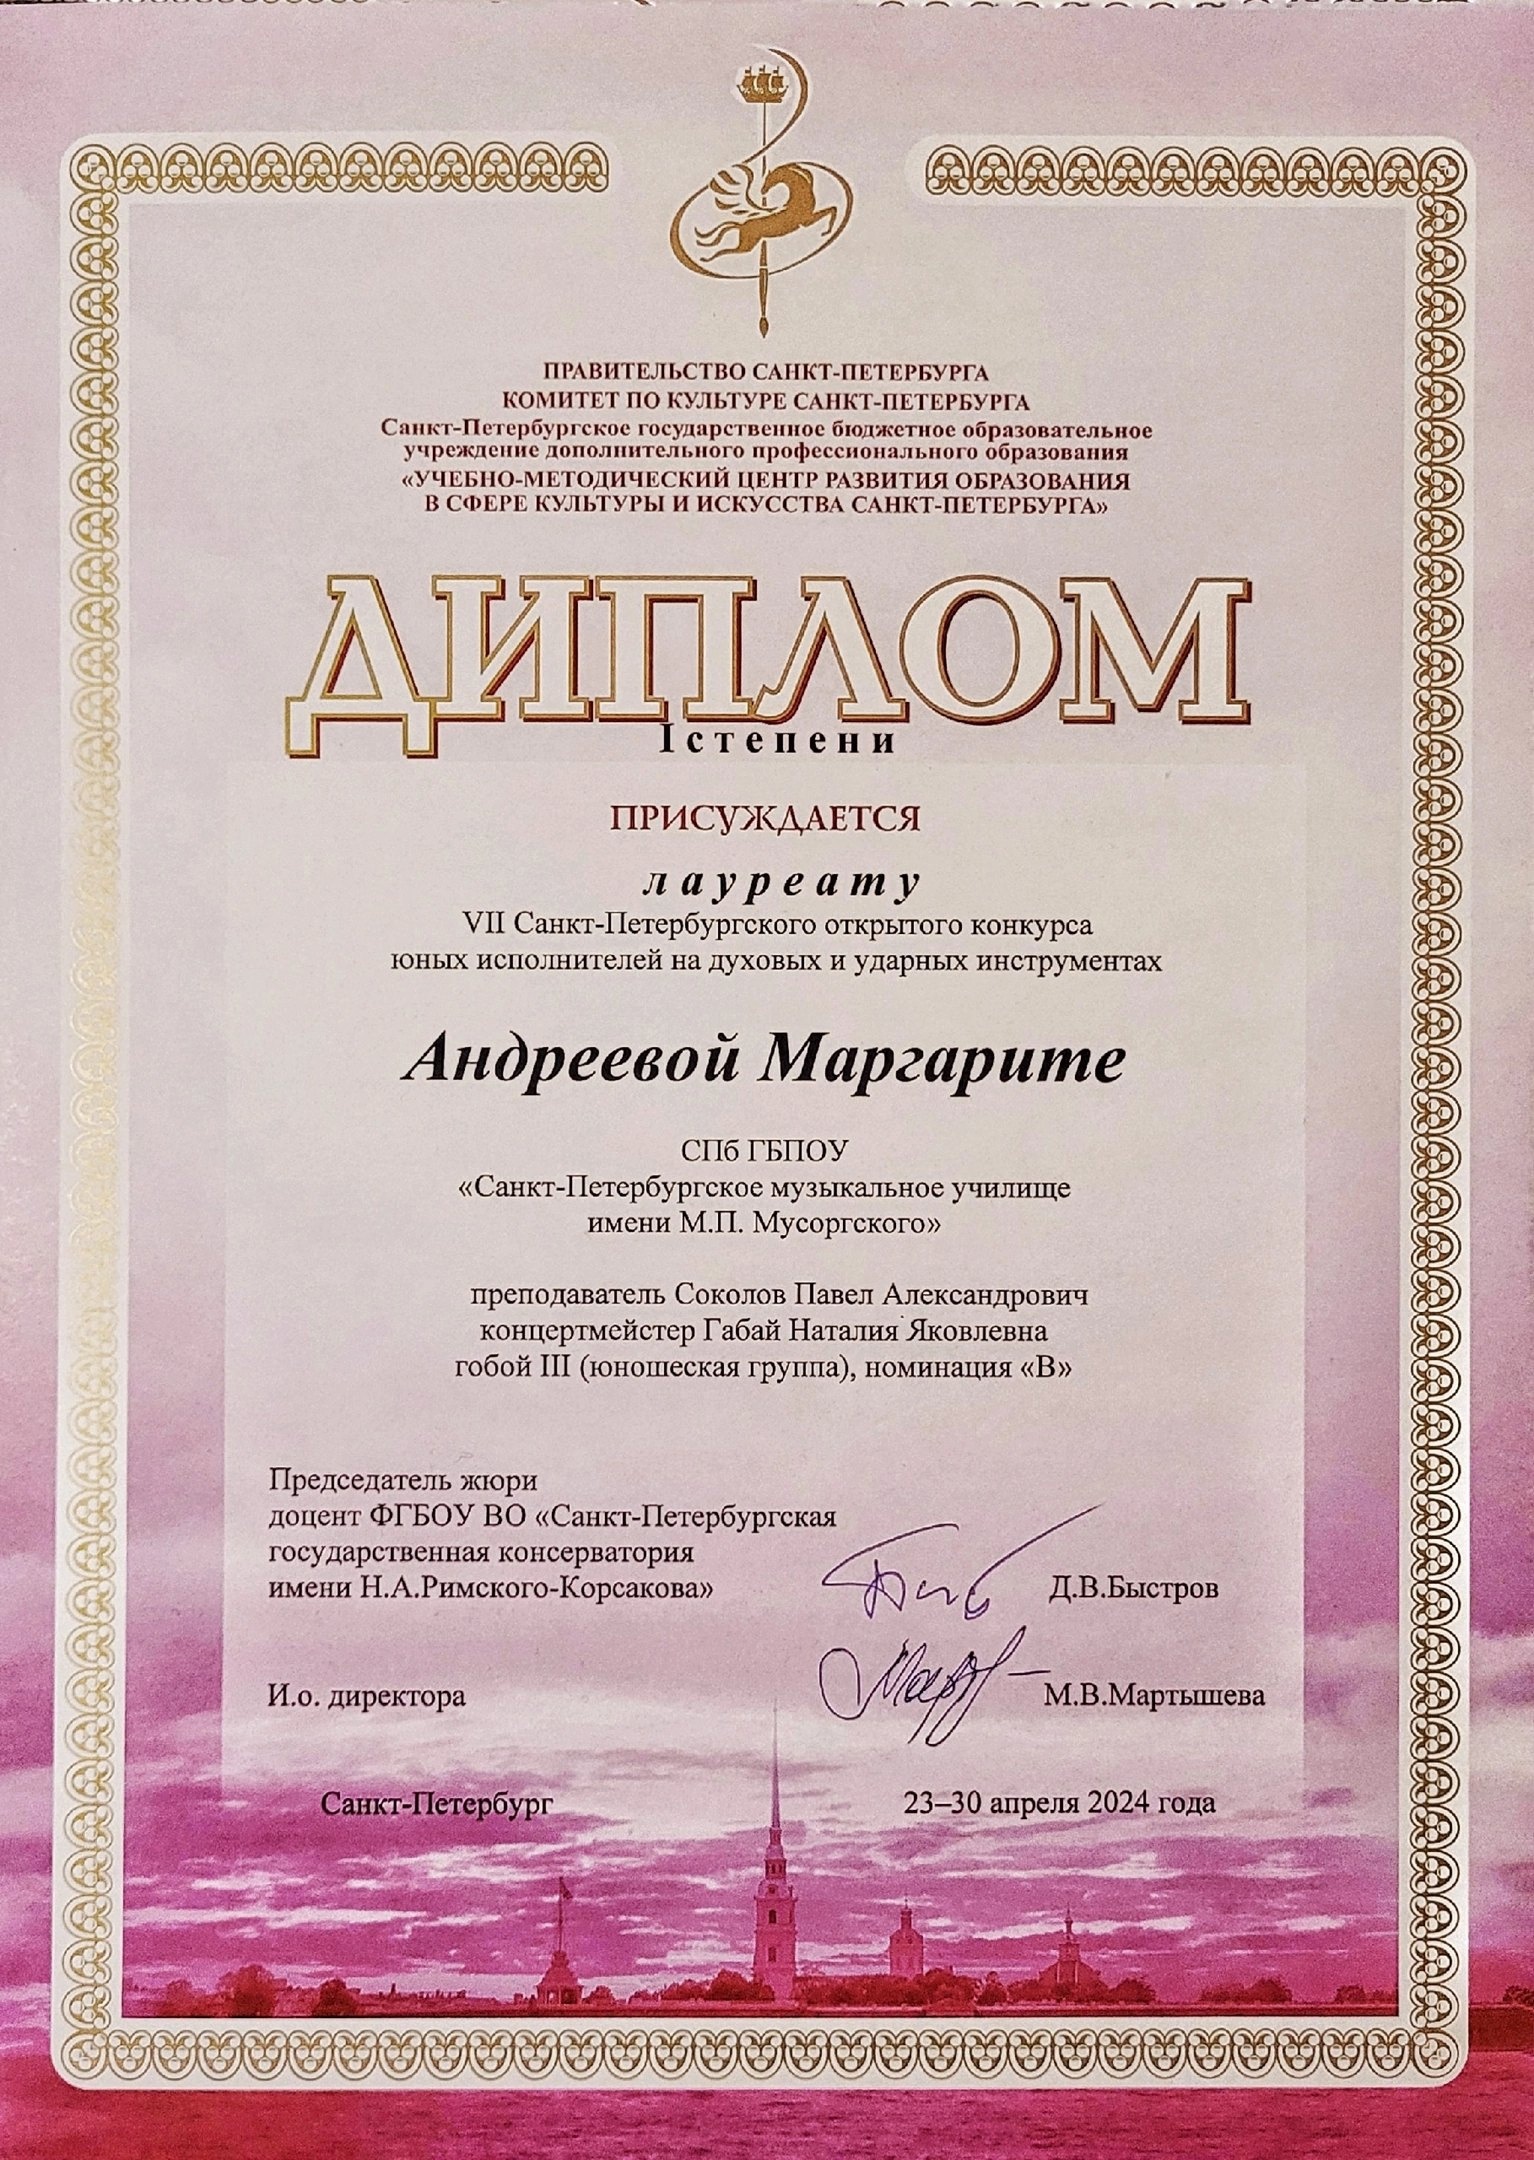 ПРАВИТЕЛЬСТВО САНКТ-ПЕТЕРБУРГА
КОМИТЕТ ПО КУЛЬТУРЕ САНКТ-ПЕТЕРБУРГА
Санкт-Петербургское государственное бюджетное образовательное
учреждение дополнительного профессионального образования
«УЧЕБНО-МЕТОДИЧЕСКИЙ ЦЕНТР РАЗВИТИЯ ОБРАЗОВАНИЯ
В СФЕРЕ КУЛЬТУРЫ И ИСКУССТВА САНКТ-ПЕТЕРБУРГА»
ДИПЛОМ
I степени
ПРИСУЖДАЕТСЯ
лауреату
VII Санкт-Петербургского открытого конкурса
юных исполнителей на духовых и ударных инструментах
Андреевой Маргарите
СПб ГБПОУ
«Санкт-Петербургское музыкальное училище
имени М.П. Мусоргского»
преподаватель Соколов Павел Александрович
концертмейстер Габай Наталия Яковлевна
гобой III (юношеская группа), номинация «В»
Председатель жюри
доцент ФГБОУ ВО «Санкт-Петербургская
государственная консерватория
имени Н.А.Римского-Корсакова» Д.В.Быстров
И.о. директора М.В.Мартышева
Санкт-Петербург 23–30 апреля 2024 года